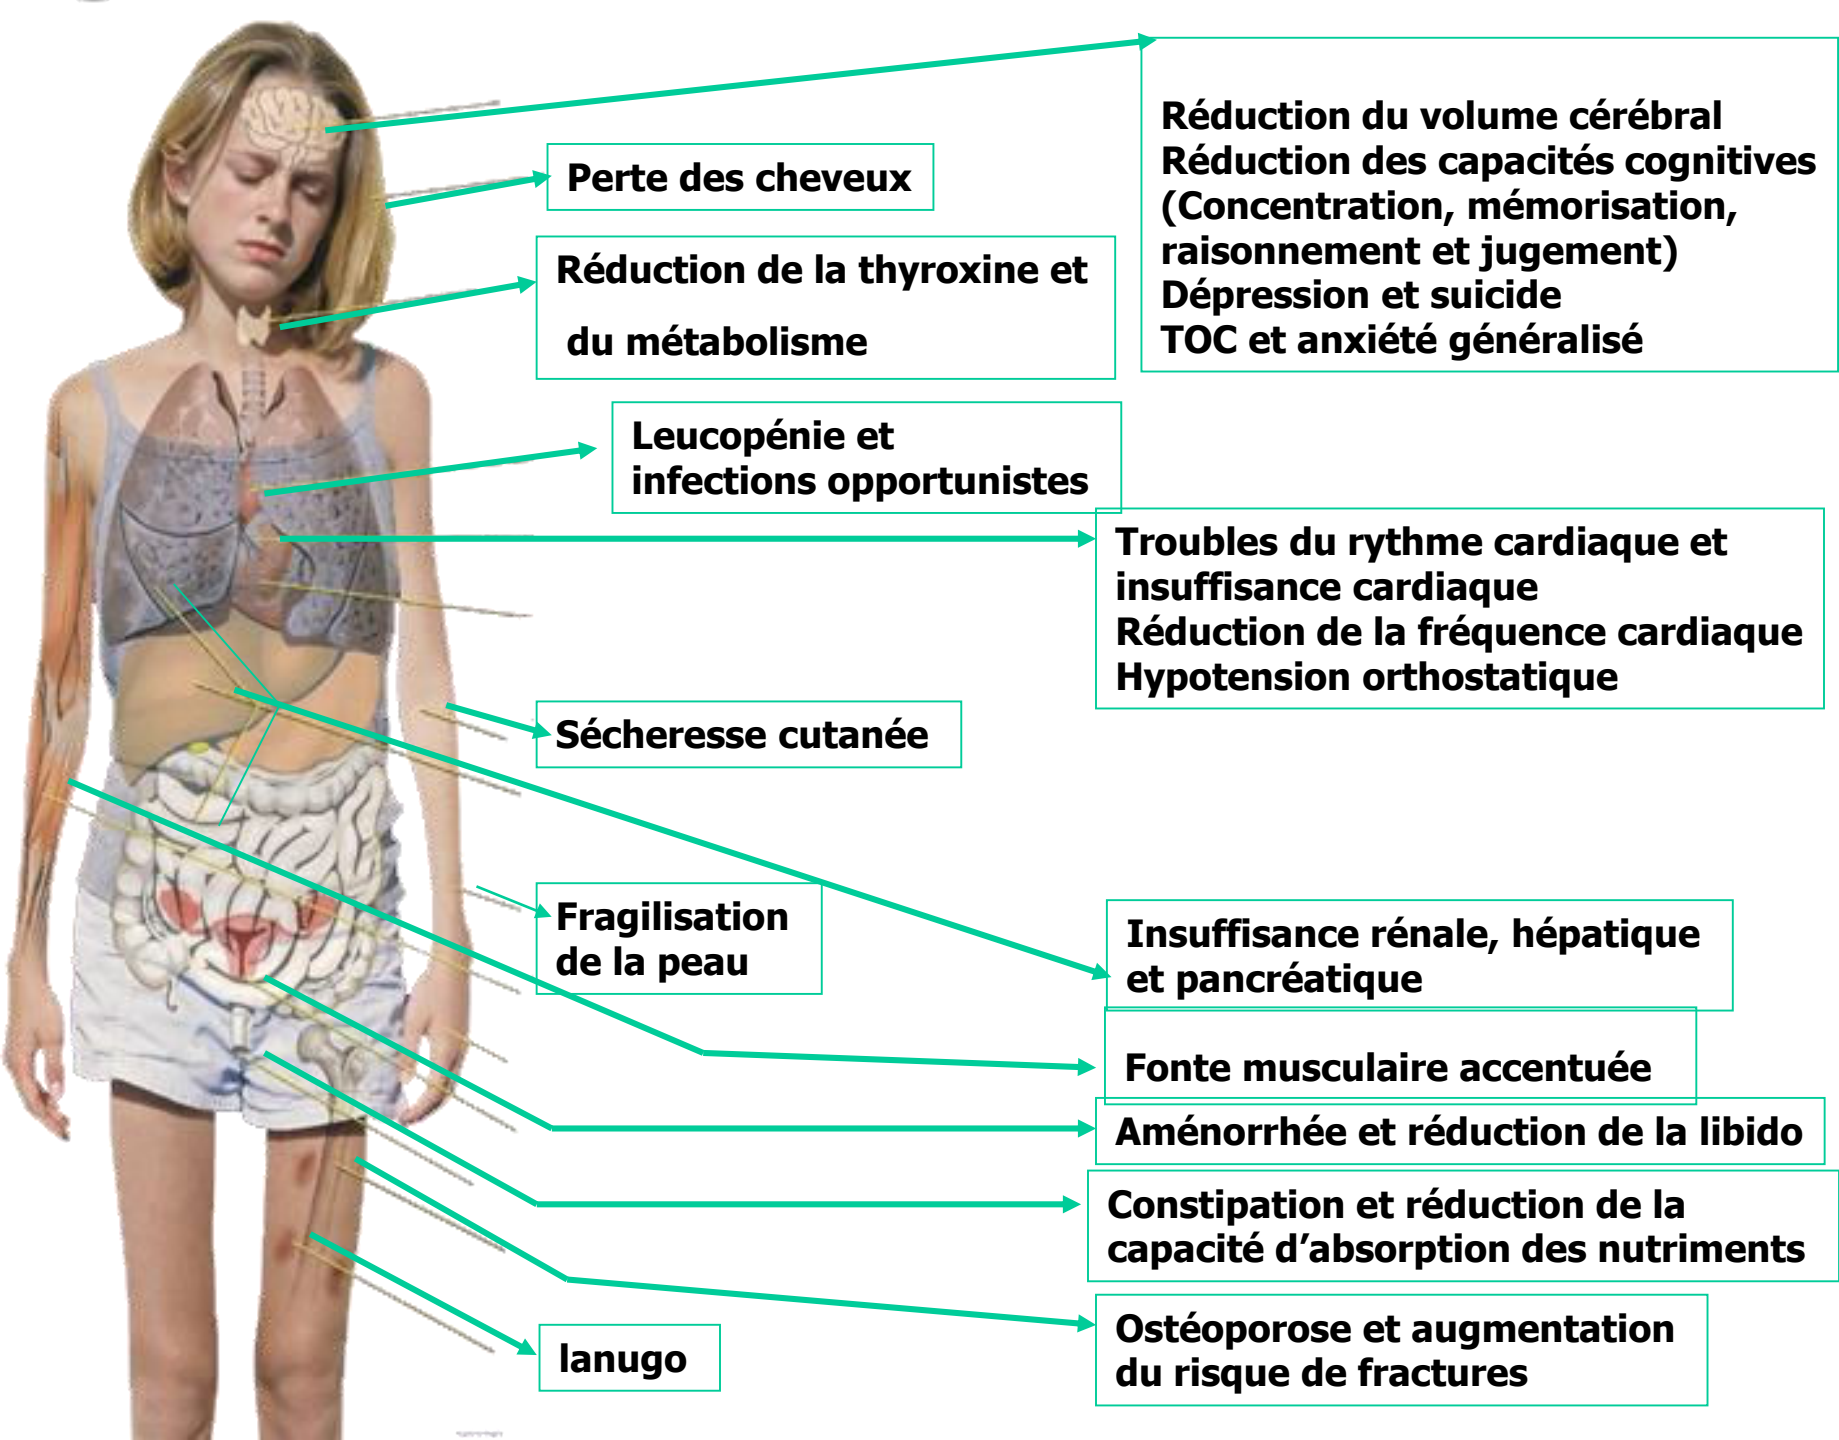 Réduction du volume cérébral
Réduction des capacités cognitives
(Concentration, mémorisation,
raisonnement et jugement)
Dépression et suicide
TOC et anxiété généralisé
Perte des cheveux
Réduction de la thyroxine et
du métabolisme
Leucopénie et
infections opportunistes
Troubles du rythme cardiaque et
insuffisance cardiaque
Réduction de la fréquence cardiaque
Hypotension orthostatique
Sécheresse cutanée
Fragilisation
de la peau
Insuffisance rénale, hépatique
et pancréatique
Fonte musculaire accentuée
Aménorrhée et réduction de la libido
Constipation et réduction de la
capacité d’absorption des nutriments
Ostéoporose et augmentation
du risque de fractures
lanugo